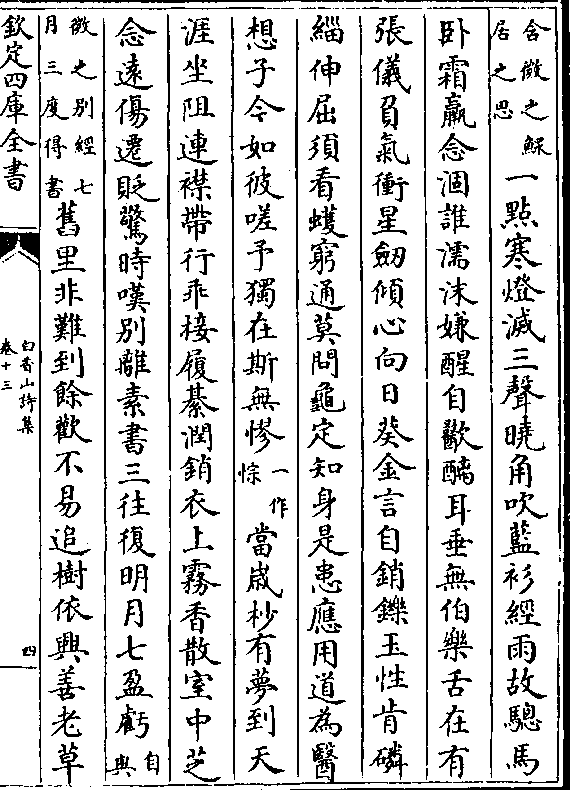 含微之鰥
居之思
一點寒燈滅三聲曉角吹藍衫經雨故驄馬
卧霜羸念涸誰濡沫嫌醒自歠醨耳垂無伯樂舌在有
張儀負氣衝星劒傾心向日葵金言自銷鑠玉性肯磷
緇伸屈須看蠖窮通莫問龜定知身是患應用道為醫
想子今如彼嗟予獨在斯無慘一作悰當歲杪有夢到天
涯坐阻連襟帶行乖接履綦潤銷衣上霧香散室中芝
念遠傷遷貶驚時嘆別離素書三往復明月七盈虧自與
微之別經七
月三度得書
舊里非難到餘歡不易追樹依興善老草
欽定四庫全書
白香山詩集
卷十三
四